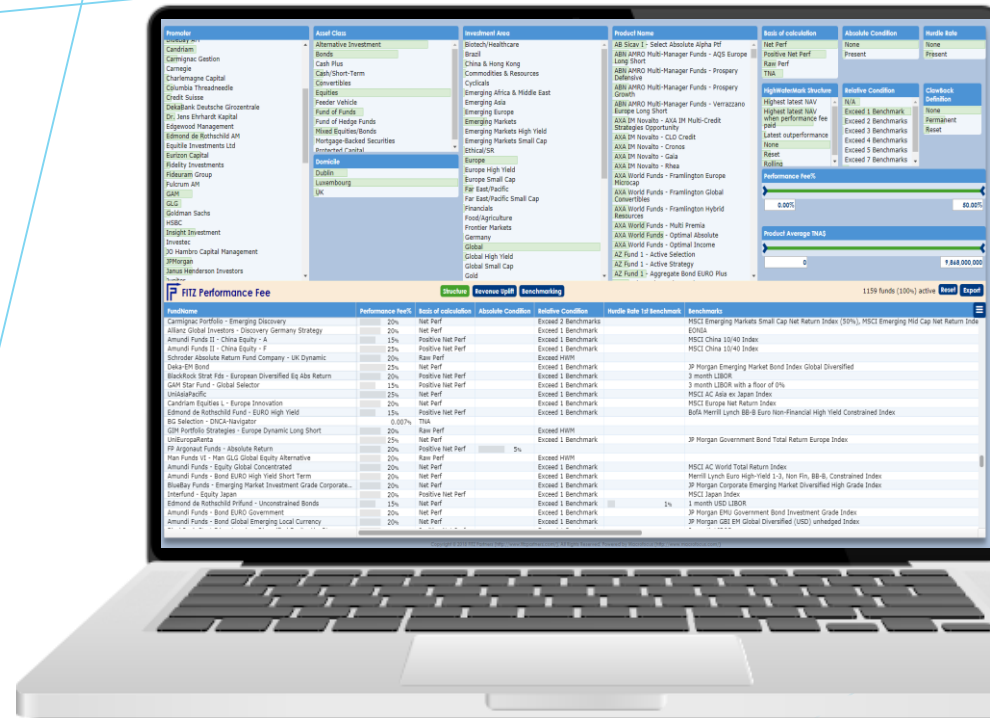 Promoter
BlueBay AM
Candriam
Carmignac Gestion
Carnegie
Charlemagne Capital
Columbia Threadneedle
Credit Suisse
DekaBank Deutsche Girozentrale
Dr. Jens Ehrhardt Kapital
Edgewood Management
Edmond de Rothschild AM
Equitile Investments Ltd
Eurizon Capital
Fidelity Investments
Fideuram Group
Fulcrum AM
GAM
GLG
Goldman Sachs
HSBC
Insight Investment
Investec
JO Hambro Capital Management
JPMorgan
Janus Henderson Investors
Jupiter
Asset Class
Alternative Investment
Bonds
Cash Plus
Cash/Short-Term
Convertibles
Equities
Feeder Vehicle
Fund of Funds
Fund of Hedge Funds
Mixed Equities/Bonds
Mortgage-Backed Securities
Protected Capital
Domicile
Dublin
Luxembourg
UK
Investment Area
Biotech/Healthcare
Brazil
China & Hong Kong
Commodities & Resources
Cyclicals
Emerging Africa & Middle East
Emerging Asia
Emerging Europe
Emerging Markets
Emerging Markets High Yield
Emerging Markets Small Cap
Ethical/SR
Europe
Europe High Yield
Europe Small Cap
Far East/Pacific
Far East/Pacific Small Cap
Financials
Food/Agriculture
Frontier Markets
Germany
Global
Global High Yield
Global Small Cap
Gold
Product Name
AB Sicav I - Select Absolute Alpha Ptf
ABN AMRO Multi-Manager Funds - AQS Europe
Long Short
ABN AMRO Multi-Manager Funds - Prospery
Defensive
ABN AMRO Multi-Manager Funds - Prospery
Growth
ABN AMRO Multi-Manager Funds - Verrazzano
Europe Long Short
AXA IM Novalto - AXA IM Multi-Credit
Strategies Opportunity
AXA IM Novalto - CLO Credit
AXA IM Novalto - Cronos
AXA IM Novalto - Gaia
AXA IM Novalto - Rhea
AXA World Funds - Framlington Europe
Microcap
AXA World Funds - Framlington Global
Convertibles
AXA World Funds - Framlington Hybrid
Resources
AXA World Funds - Multi Premia
AXA World Funds - Optimal Absolute
AXA World Funds - Optimal Income
AZ Fund 1 - Active Selection
AZ Fund 1 - Active Strategy
AZ Fund 1 - Aggregate Bond EURO Plus
Basis of calculation
Net Perf
Positive Net Perf
Raw Perf
TNA
Absolute Condition
None
Present
Hurdle Rate
None
Present
HighWaterMark Structure
Highest latest NAV
Highest latest NAV
when performance fee
paid
Latest outperformance
None
Reset
Rolling
Relative Condition
N/A
Exceed 1 Benchmark
Exceed 2 Benchmarks
Exceed 3 Benchmarks
Exceed 4 Benchmarks
Exceed 5 Benchmarks
Exceed 7 Benchmarks
ClawBack
Definition
None
Permanent
Reset
Performance Fee%
0.00% 50.00%
Product Average TNA$
0 9,868,000,000
FITZ Performance Fee
Structure Revenue Uplift Benchmarking
1159 funds (100%) active Reset Export
FundName Performance Fee% Basis of calculation Absolute Condition Relative Condition Hurdle Rate 1st Benchmark Benchmarks
Carmignac Portfolio - Emerging Discovery 20% Net Perf Exceed 2 Benchmarks MSCI Emerging Markets Small Cap Net Return Index (50%), MSCI Emerging Mid Cap Net Return Inde
Allianz Global Investors - Discovery Germany Strategy 20% Net Perf Exceed 1 Benchmark EONIA
Amundi Funds II - China Equity - A 15% Positive Net Perf Exceed 1 Benchmark MSCI China 10/40 Index
Amundi Funds II - China Equity - F 25% Positive Net Perf Exceed 1 Benchmark MSCI China 10/40 Index
Schroder Absolute Return Fund Company - UK Dynamic 20% Raw Perf Exceed HWM
Deka-EM Bond 25% Net Perf Exceed 1 Benchmark JP Morgan Emerging Market Bond Index Global Diversified
BlackRock Strat Fds - European Diversified Eq Abs Return 20% Positive Net Perf Exceed 1 Benchmark 3 month LIBOR
GAM Star Fund - Global Selector 15% Positive Net Perf Exceed 1 Benchmark 3 month LIBOR with a floor of 0%
UniAsiaPacific 25% Net Perf Exceed 1 Benchmark MSCI AC Asia ex Japan Index
Candriam Equities L - Europe Innovation 20% Net Perf Exceed 1 Benchmark MSCI Europe Net Return Index
Edmond de Rothschild Fund - EURO High Yield 15% Positive Net Perf Exceed 1 Benchmark BofA Merrill Lynch BB-B Euro Non-Financial High Yield Constrained Index
BG Selection - DNCA-Navigator 0.007% TNA
GIM Portfolio Strategies - Europe Dynamic Long Short 20% Raw Perf Exceed HWM
UniEuropaRenta 25% Net Perf Exceed 1 Benchmark JP Morgan Government Bond Total Return Europe Index
FP Argonaut Funds - Absolute Return 20% Positive Net Perf 5%
Man Funds VI - Man GLG Global Equity Alternative 20% Raw Perf Exceed HWM
Amundi Funds - Equity Global Concentrated 20% Net Perf Exceed 1 Benchmark MSCI AC World Total Return Index
Amundi Funds - Bond EURO High Yield Short Term 20% Net Perf Exceed 1 Benchmark Merrill Lynch Euro High-Yield 1-3, Non Fin, BB-B, Constrained Index
BlueBay Funds - Emerging Market Investment Grade Corporate... 20% Net Perf Exceed 1 Benchmark JP Morgan Corporate Emerging Market Diversified High Grade Index
Interfund - Equity Japan 20% Positive Net Perf Exceed 1 Benchmark MSCI Japan Index
Edmond de Rothschild Prifund - Unconstrained Bonds 15% Net Perf Exceed 1 Benchmark 1% 1 month USD LIBOR
Amundi Funds - Bond EURO Government 20% Net Perf Exceed 1 Benchmark JP Morgan EMU Government Bond Investment Grade Index
Amundi Funds - Bond Global Emerging Local Currency 20% Net Perf Exceed 1 Benchmark JP Morgan GBI EM Global Diversified (USD) unhedged Index